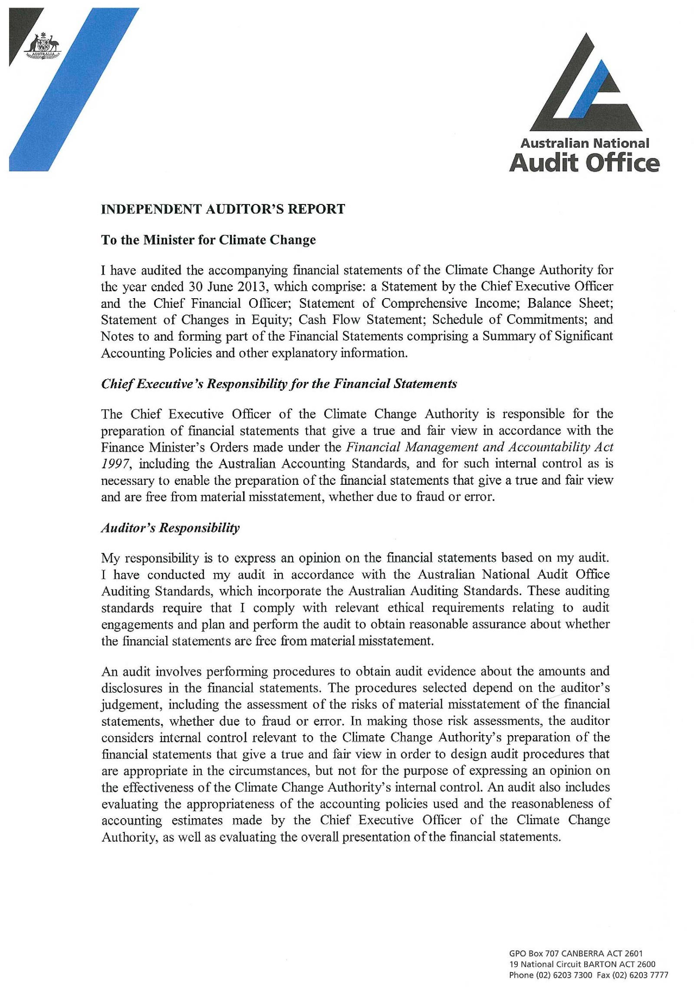 AUSTRALIA
Australian National
Audit Office
INDEPENDENT AUDITOR'S REPORT
To the Minister for Climate Change
I have audited the accompanying financial statements of the Climate Change Authority for
the year ended 30 June 2013, which comprise: a Statement by the Chief Executive Officer
and the Chief Financial Officer; Statement of Comprehensive Income; Balance Sheet;
Statement of Changes in Equity; Cash Flow Statement; Schedule of Commitments; and
Notes to and forming part of the Financial Statements comprising a Summary of Significant
Accounting Policies and other explanatory information.
Chief Executive's Responsibility for the Financial Statements
The Chief Executive Officer of the Climate Change Authority is responsible for the
preparation of financial statements that give a true and fair view in accordance with the
Finance Minister's Orders made under the Financial Management and Accountability Act
1997, including the Australian Accounting Standards, and for such internal control as is
necessary to enable the preparation of the financial statements that give a true and fair view
and are free from material misstatement, whether due to fraud or error.
Auditor's Responsibility
My responsibility is to express an opinion on the financial statements based on my audit.
I have conducted my audit in accordance with the Australian National Audit Office
Auditing Standards, which incorporate the Australian Auditing Standards. These auditing
standards require that I comply with relevant ethical requirements relating to audit
engagements and plan and perform the audit to obtain reasonable assurance about whether
the financial statements are free from material misstatement.
An audit involves performing procedures to obtain audit evidence about the amounts and
disclosures in the financial statements. The procedures selected depend on the auditor's
judgement, including the assessment of the risks of material misstatement of the financial
statements, whether due to fraud or error. In making those risk assessments, the auditor
considers internal control relevant to the Climate Change Authority's preparation of the
financial statements that give a true and fair view in order to design audit procedures that
are appropriate in the circumstances, but not for the purpose of expressing an opinion on
the effectiveness of the Climate Change Authority's internal control. An audit also includes
evaluating the appropriateness of the accounting policies used and the reasonableness of
accounting estimates made by the Chief Executive Officer of the Climate Change
Authority, as well as evaluating the overall presentation of the financial statements.
GPO Box 707 CANBERRA ACT 2601
19 National Circuit BARTON ACT 2600
Phone (02) 6203 7300 Fax (02) 6203 7777